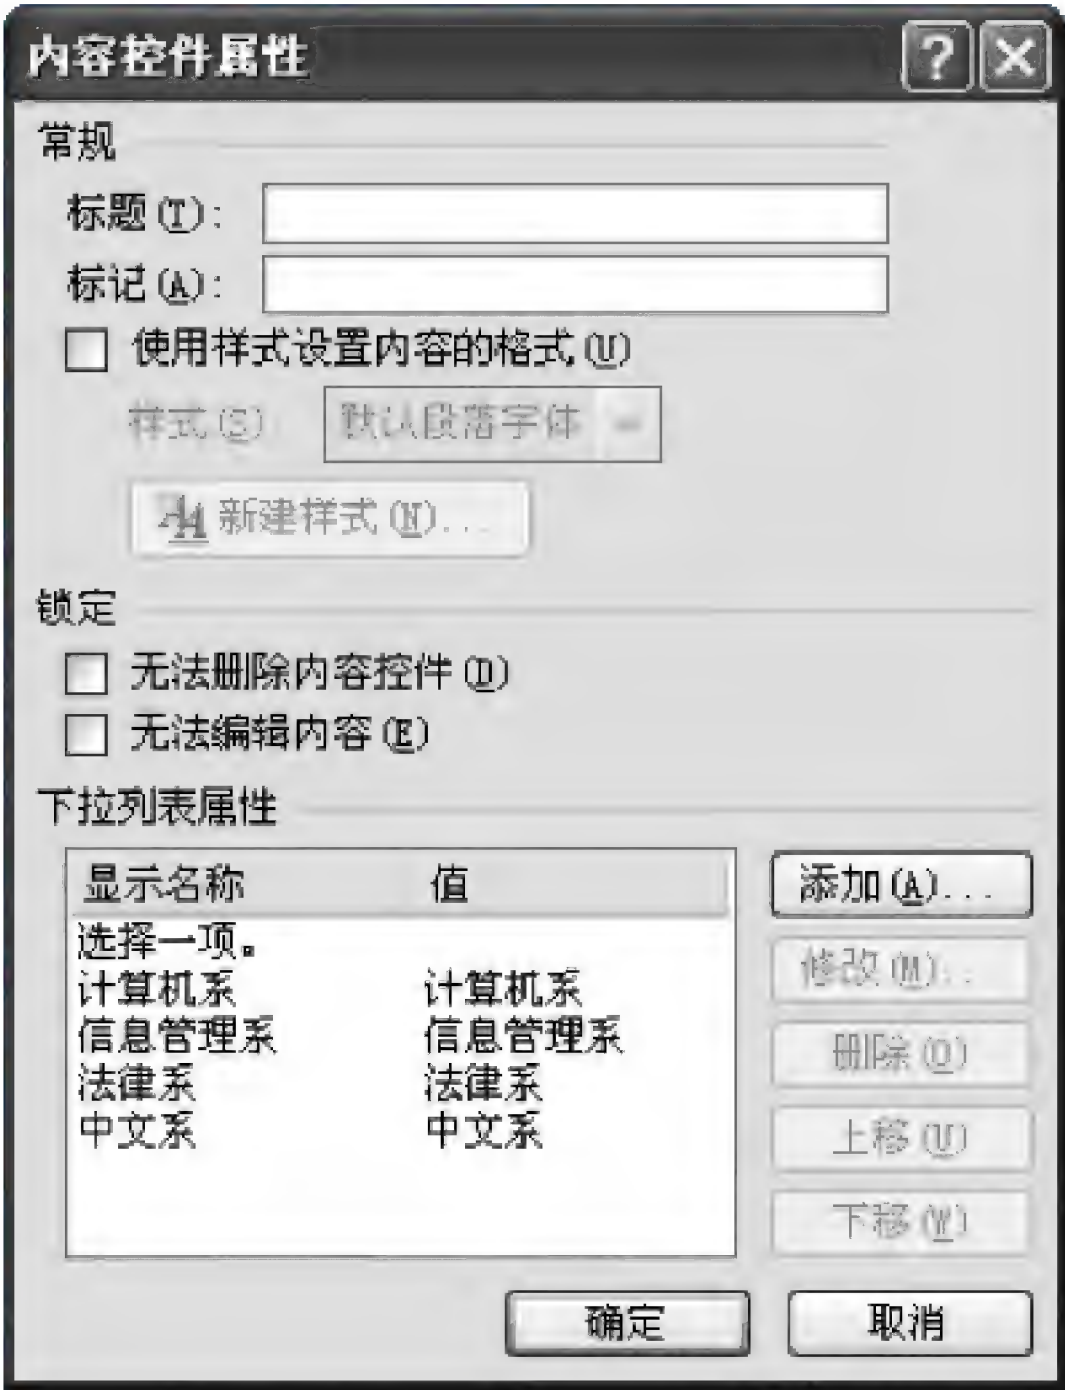 内容控件属性
常规
标题(T):
标记(A):
使用样式设置内容的格式(U)
样式(S)
默认段落字体
新建样式(N)...
锁定
无法删除内容控件(D)
无法编辑内容(E)
下拉列表属性
显示名称 值
添加(A)...
选择一项。
修改(M)..
计算机系 计算机系
信息管理系 信息管理系
删除(O)
法律系 法律系
中文系 中文系
上移(U)
下移(W)
确定 取消